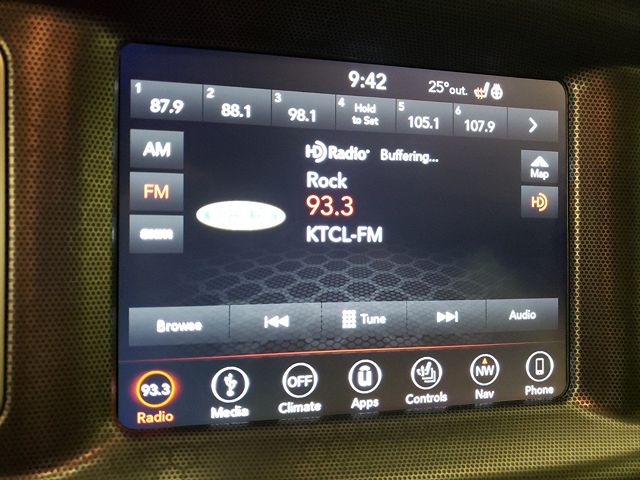 9:42 25° out.
1 87.9 2 88.1 3 98.1 4 Hold to Set 5 105.1 6 107.9
AM HD Radio Buffering... Map
Rock
FM 93.3 HD
KTCL-FM
Browse Tune Audio
93.3 OFF NW
Radio Media Climate Apps Controls Nav Phone